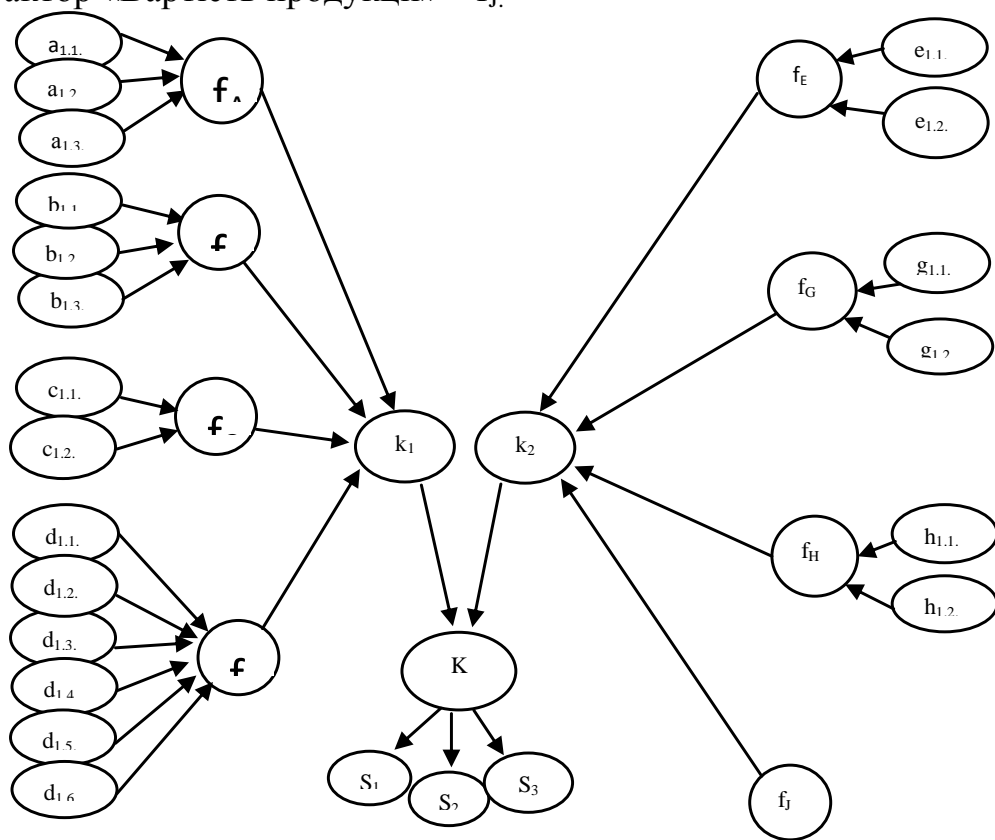 «Вартість продукції» – f_J.
a₁.₁.
a₁.₂
a₁.₃.
f_A
b₁.₁
b₁.₂
b₁.₃.
f
c₁.₁.
c₁.₂.
f
d₁.₁.
d₁.₂.
d₁.₃.
d₁.₄
d₁.₅.
d₁.₆
f
k₁
k₂
K
S₁
S₂
S₃
f_E
e₁.₁.
e₁.₂.
f_G
g₁.₁.
g₁.₂
f_H
h₁.₁.
h₁.₂.
f_J